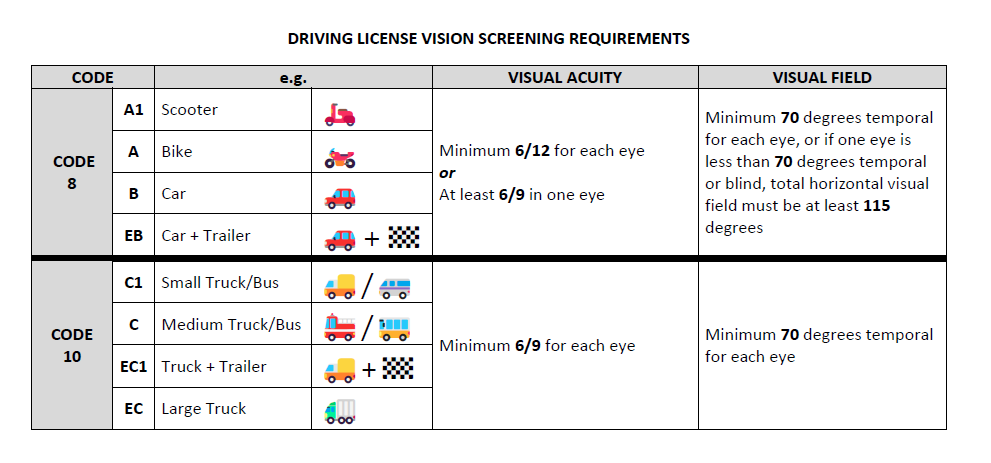 DRIVING LICENSE VISION SCREENING REQUIREMENTS
CODE e.g. VISUAL ACUITY VISUAL FIELD
CODE
8
A1 Scooter
A Bike
B Car
EB Car + Trailer +
Minimum 6/12 for each eye
or
At least 6/9 in one eye
Minimum 70 degrees temporal
for each eye, or if one eye is
less than 70 degrees temporal
or blind, total horizontal visual
field must be at least 115
degrees
CODE
10
C1 Small Truck/Bus /
C Medium Truck/Bus /
EC1 Truck + Trailer +
EC Large Truck
Minimum 6/9 for each eye
Minimum 70 degrees temporal
for each eye